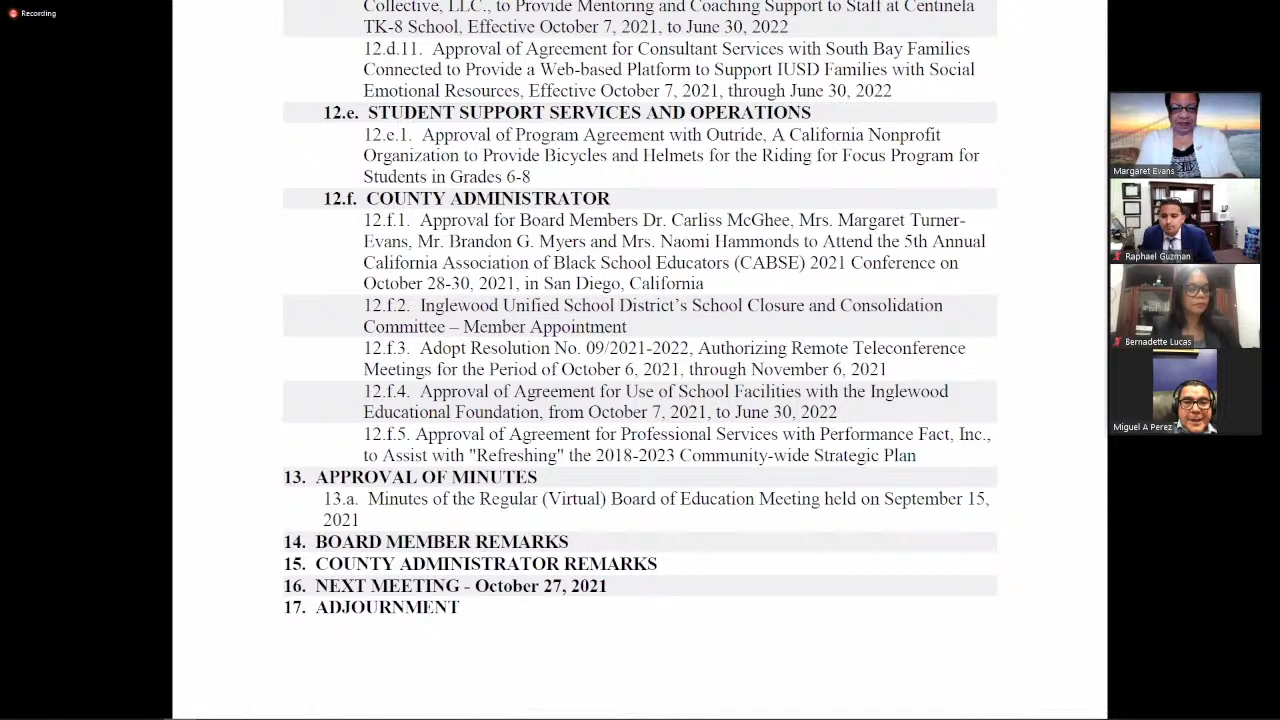 Recording
Collective, LLC., to Provide Mentoring and Coaching Support to Staff at Centinela
TK-8 School, Effective October 7, 2021, to June 30, 2022
12.d.11. Approval of Agreement for Consultant Services with South Bay Families
Connected to Provide a Web-based Platform to Support IUSD Families with Social
Emotional Resources, Effective October 7, 2021, through June 30, 2022
12.e. STUDENT SUPPORT SERVICES AND OPERATIONS
12.e.1. Approval of Program Agreement with Outride, A California Nonprofit
Organization to Provide Bicycles and Helmets for the Riding for Focus Program for
Students in Grades 6-8
12.f. COUNTY ADMINISTRATOR
12.f.1. Approval for Board Members Dr. Carliss McGhee, Mrs. Margaret Turner-
Evans, Mr. Brandon G. Myers and Mrs. Naomi Hammonds to Attend the 5th Annual
California Association of Black School Educators (CABSE) 2021 Conference on
October 28-30, 2021, in San Diego, California
12.f.2. Inglewood Unified School District’s School Closure and Consolidation
Committee – Member Appointment
12.f.3. Adopt Resolution No. 09/2021-2022, Authorizing Remote Teleconference
Meetings for the Period of October 6, 2021, through November 6, 2021
12.f.4. Approval of Agreement for Use of School Facilities with the Inglewood
Educational Foundation, from October 7, 2021, to June 30, 2022
12.f.5. Approval of Agreement for Professional Services with Performance Fact, Inc.,
to Assist with "Refreshing" the 2018-2023 Community-wide Strategic Plan
13. APPROVAL OF MINUTES
13.a. Minutes of the Regular (Virtual) Board of Education Meeting held on September 15,
2021
14. BOARD MEMBER REMARKS
15. COUNTY ADMINISTRATOR REMARKS
16. NEXT MEETING - October 27, 2021
17. ADJOURNMENT
Margaret Evans
Raphael Guzman
Bernadette Lucas
Miguel A Perez